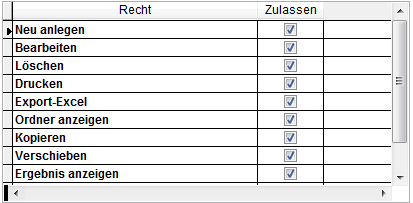 Recht Zulassen
Neu anlegen
Bearbeiten
Löschen
Drucken
Export-Excel
Ordner anzeigen
Kopieren
Verschieben
Ergebnis anzeigen